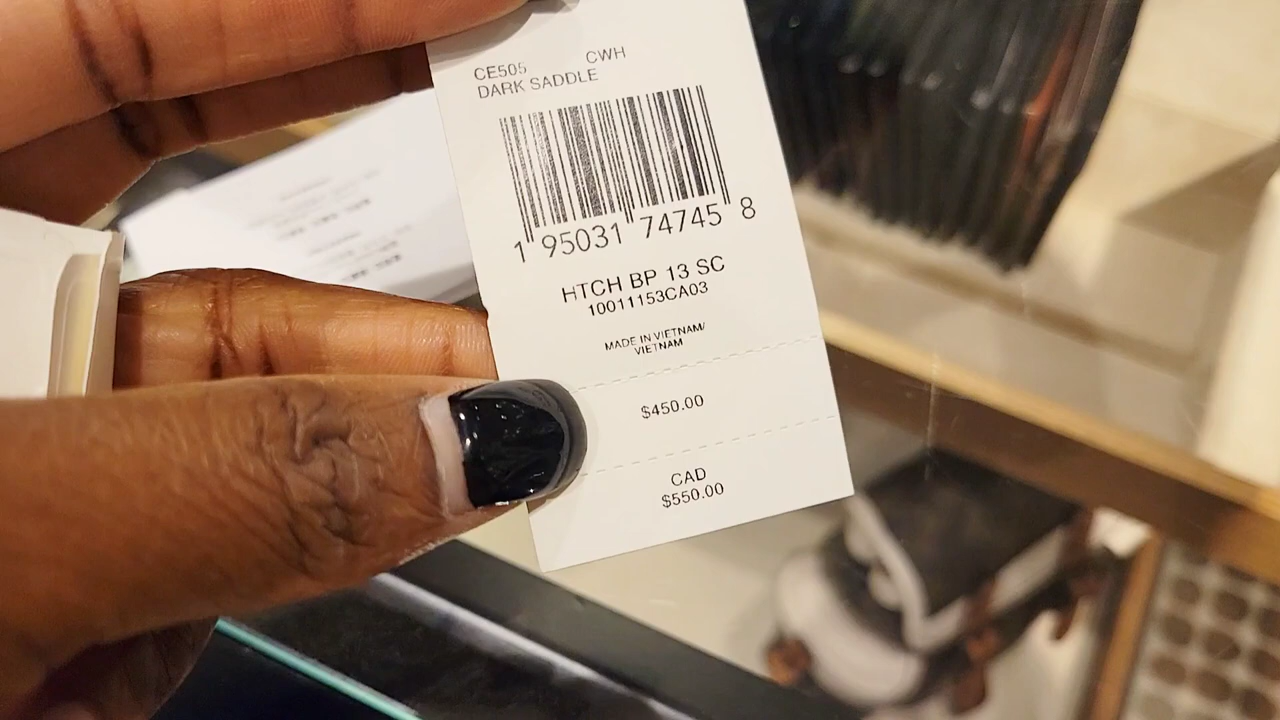 CE505 CWH
DARK SADDLE
1 95031 74745 8
HTCH BP 13 SC
10011153CA03
MADE IN VIETNAM/
VIETNAM
$450.00
CAD
$550.00